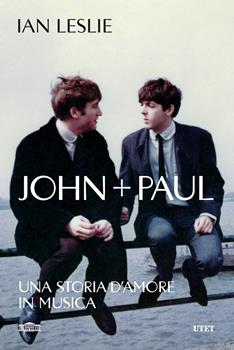 IAN LESLIE
JOHN + PAUL
UNA STORIA D'AMORE
IN MUSICA
UTET